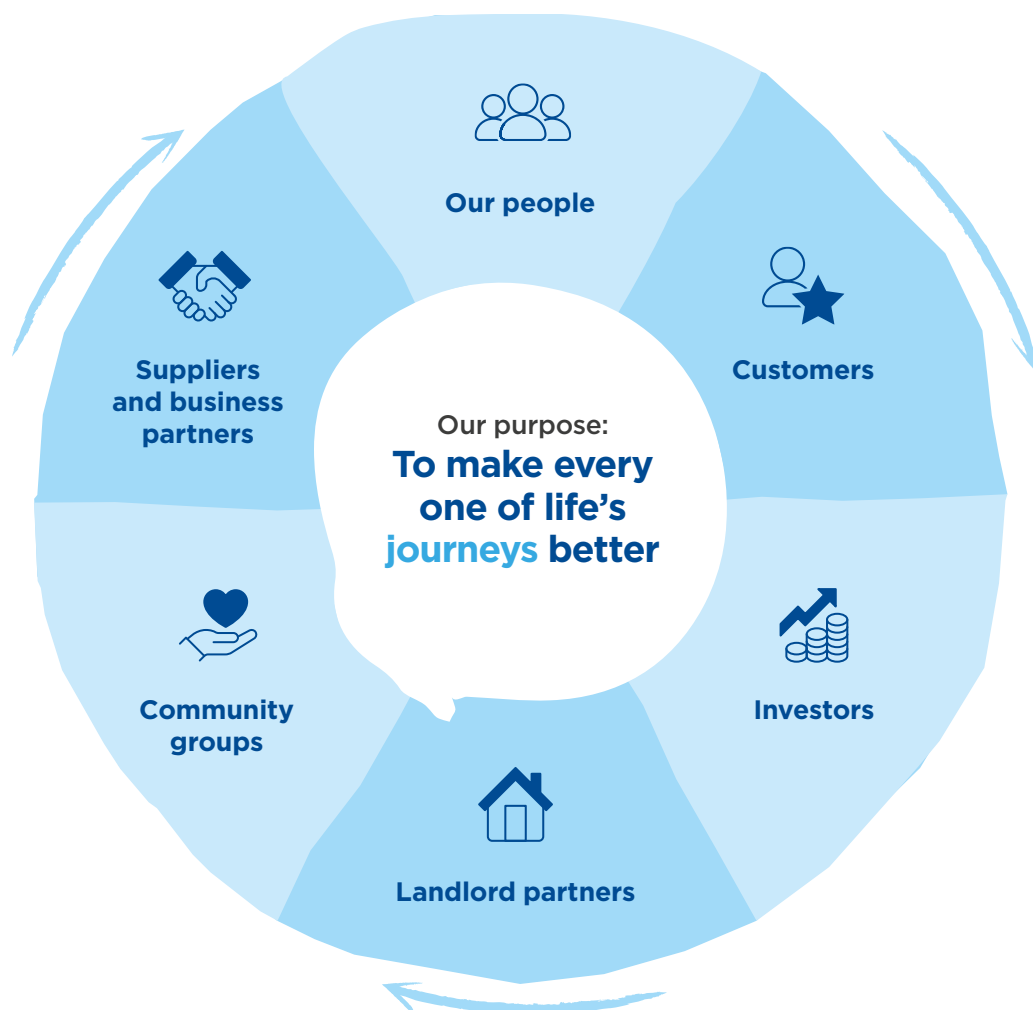 Our people
Customers
Suppliers
and business
partners
Our purpose:
To make every
one of life’s
journeys better
Community
groups
Investors
Landlord partners